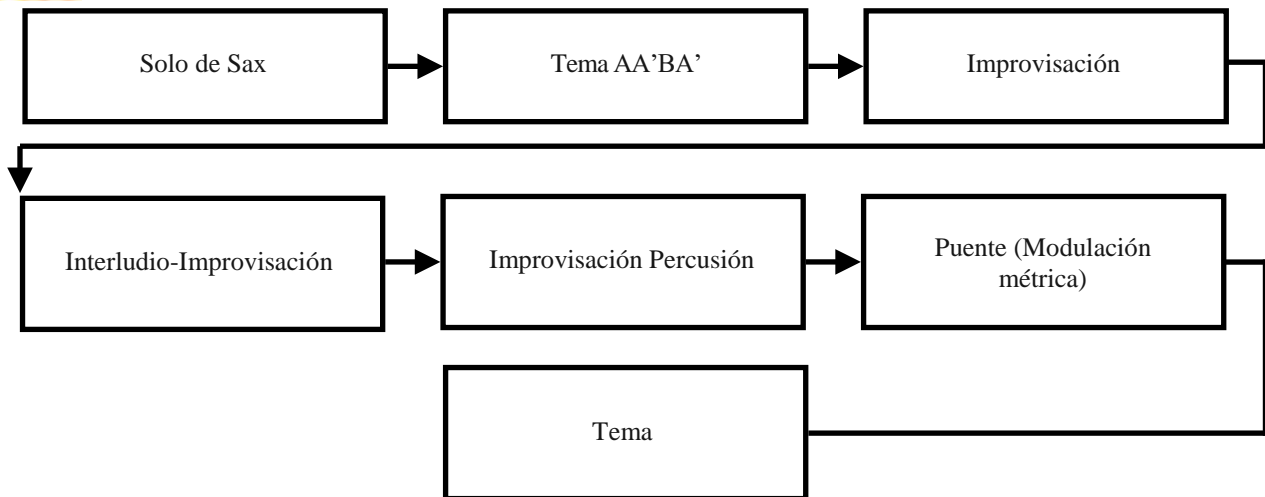 Solo de Sax
Tema AA’BA’
Improvisación
Interludio-Improvisación
Improvisación Percusión
Puente (Modulación
métrica)
Tema